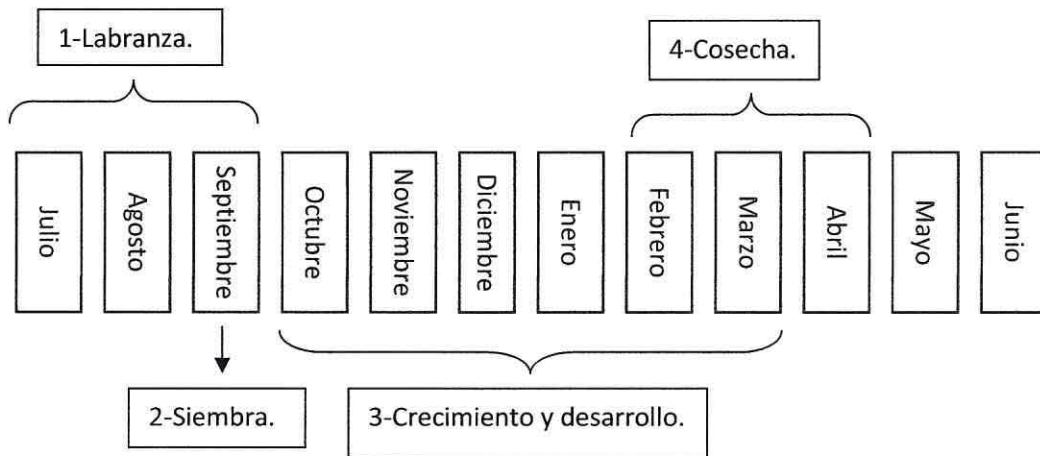 1-Labranza.
4-Cosecha.
Julio
Agosto
Septiembre
Octubre
Noviembre
Diciembre
Enero
Febrero
Marzo
Abril
Mayo
Junio
2-Siembra.
3-Crecimiento y desarrollo.